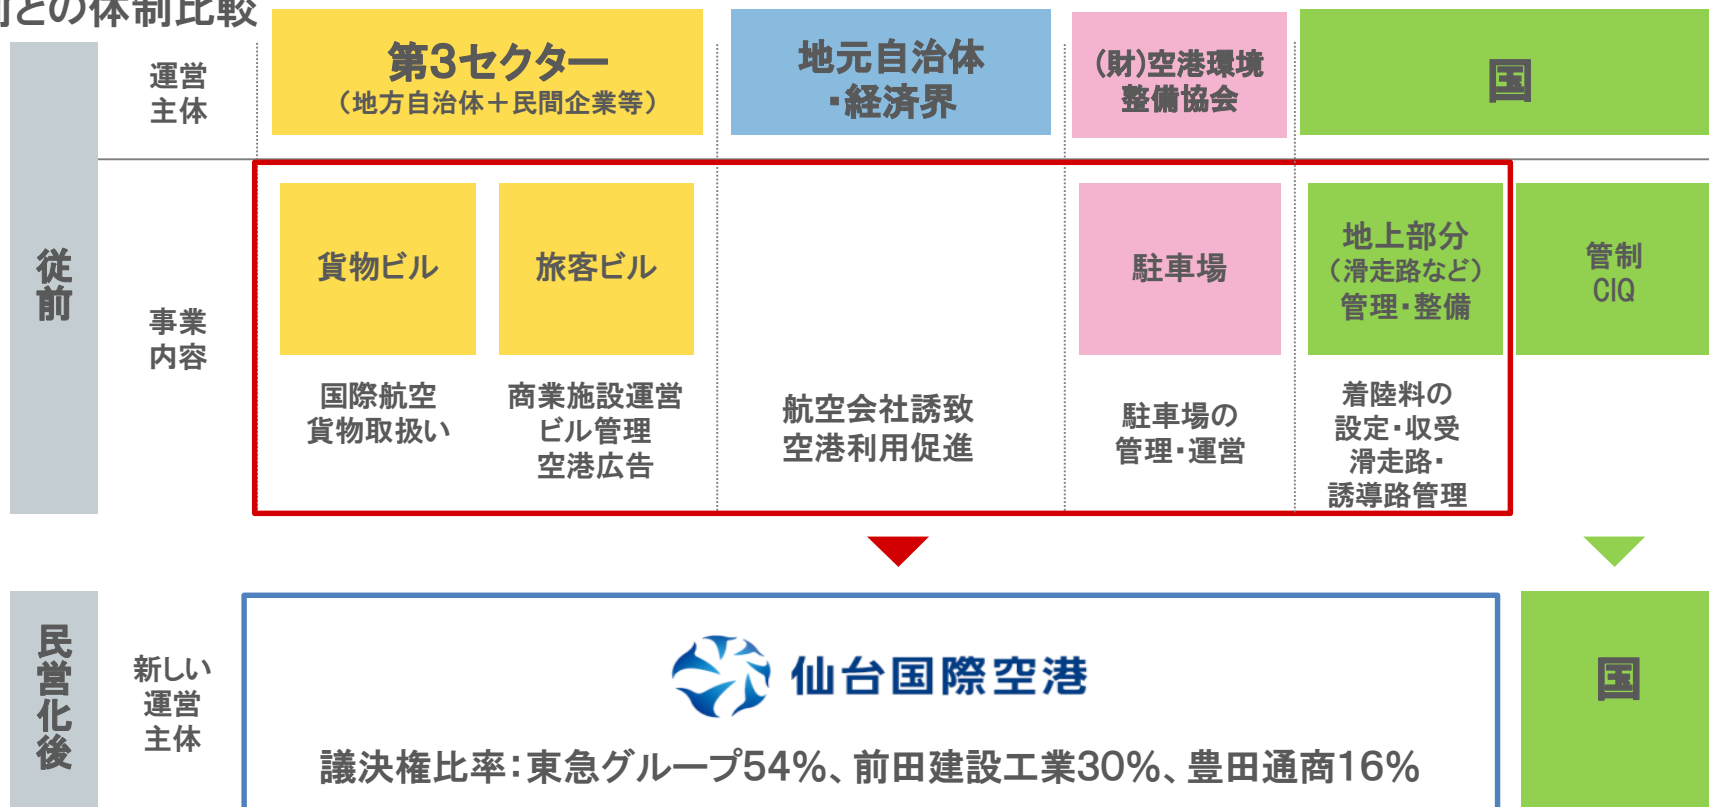 との体制比較
運営
主体
第3セクター
（地方自治体＋民間企業等）
地元自治体
・経済界
(財)空港環境
整備協会
国
従前
事業
内容
貨物ビル
国際航空
貨物取扱い
旅客ビル
商業施設運営
ビル管理
空港広告
航空会社誘致
空港利用促進
駐車場
駐車場の
管理・運営
地上部分
（滑走路など）
管理・整備
着陸料の
設定・収受
滑走路・
誘導路管理
管制
CIQ
民営化後
新しい
運営
主体
仙台国際空港
議決権比率：東急グループ54%、前田建設工業30%、豊田通商16%
国